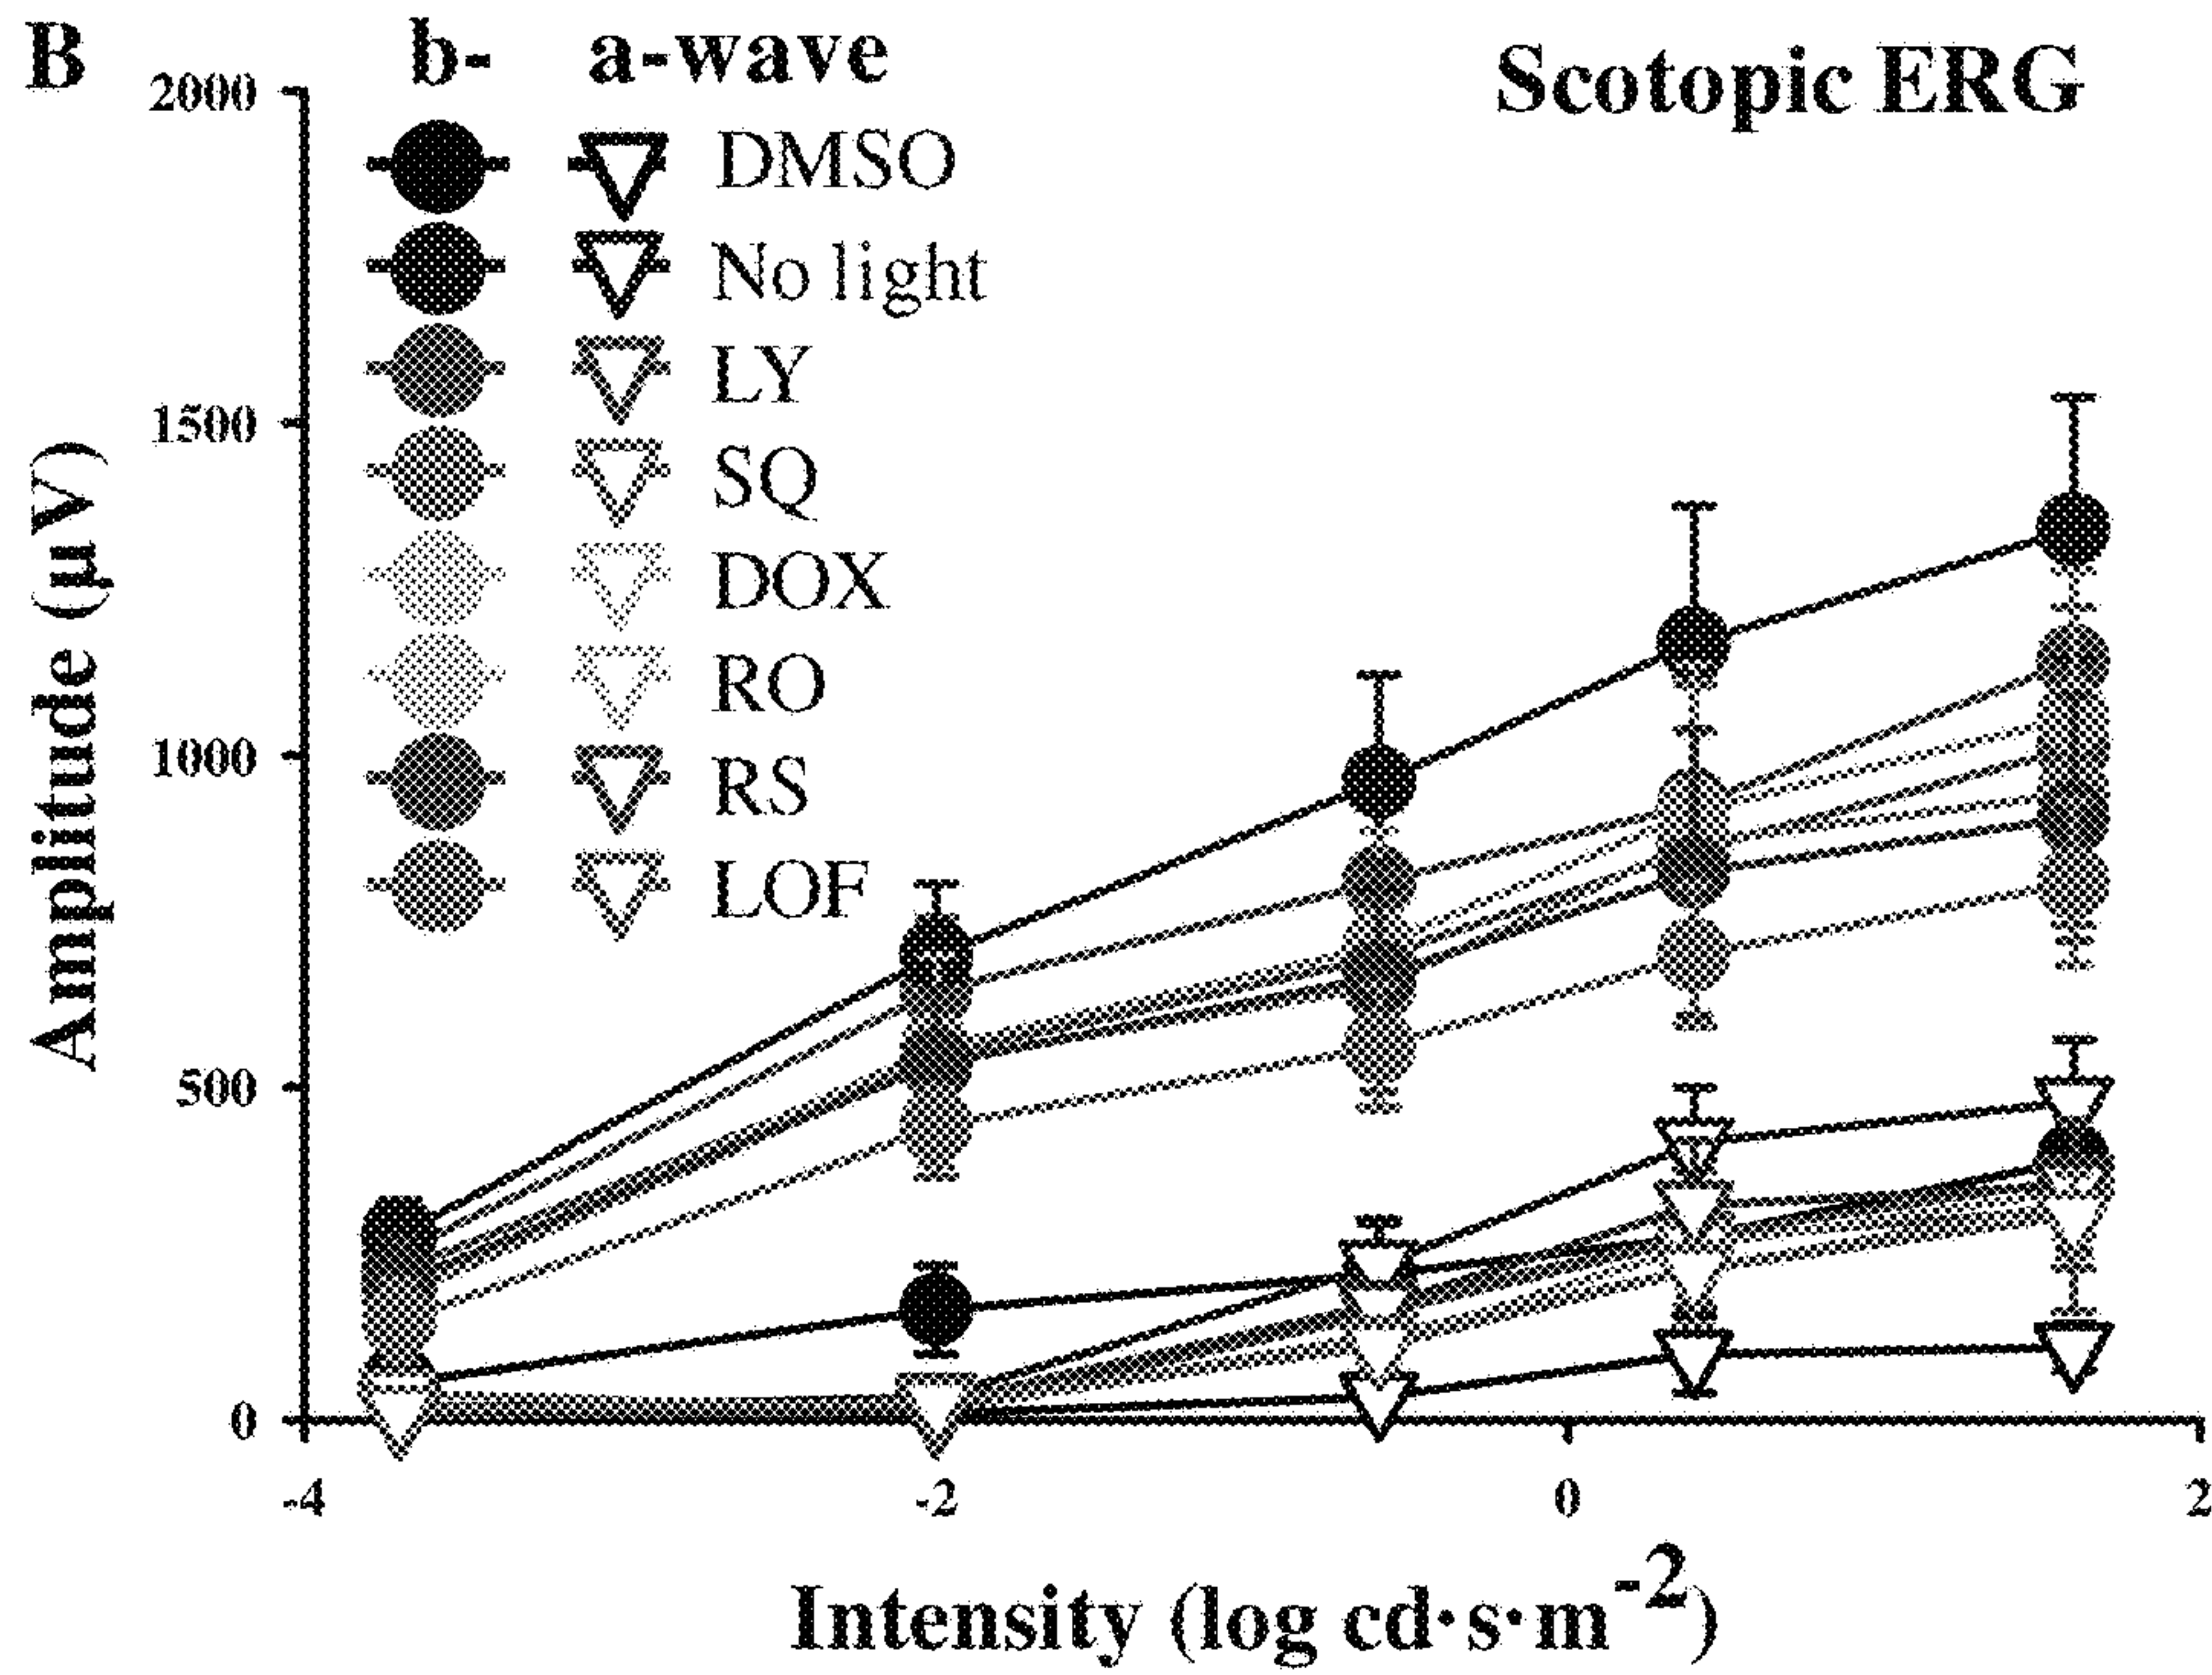 B
b- a-wave
Scotopic ERG
2000
1500
1000
500
0
Amplitude (µV)
DMSO
No light
LY
SQ
DOX
RO
RS
LOF
-4 -2 0 2
Intensity (log cd·s·m-2)